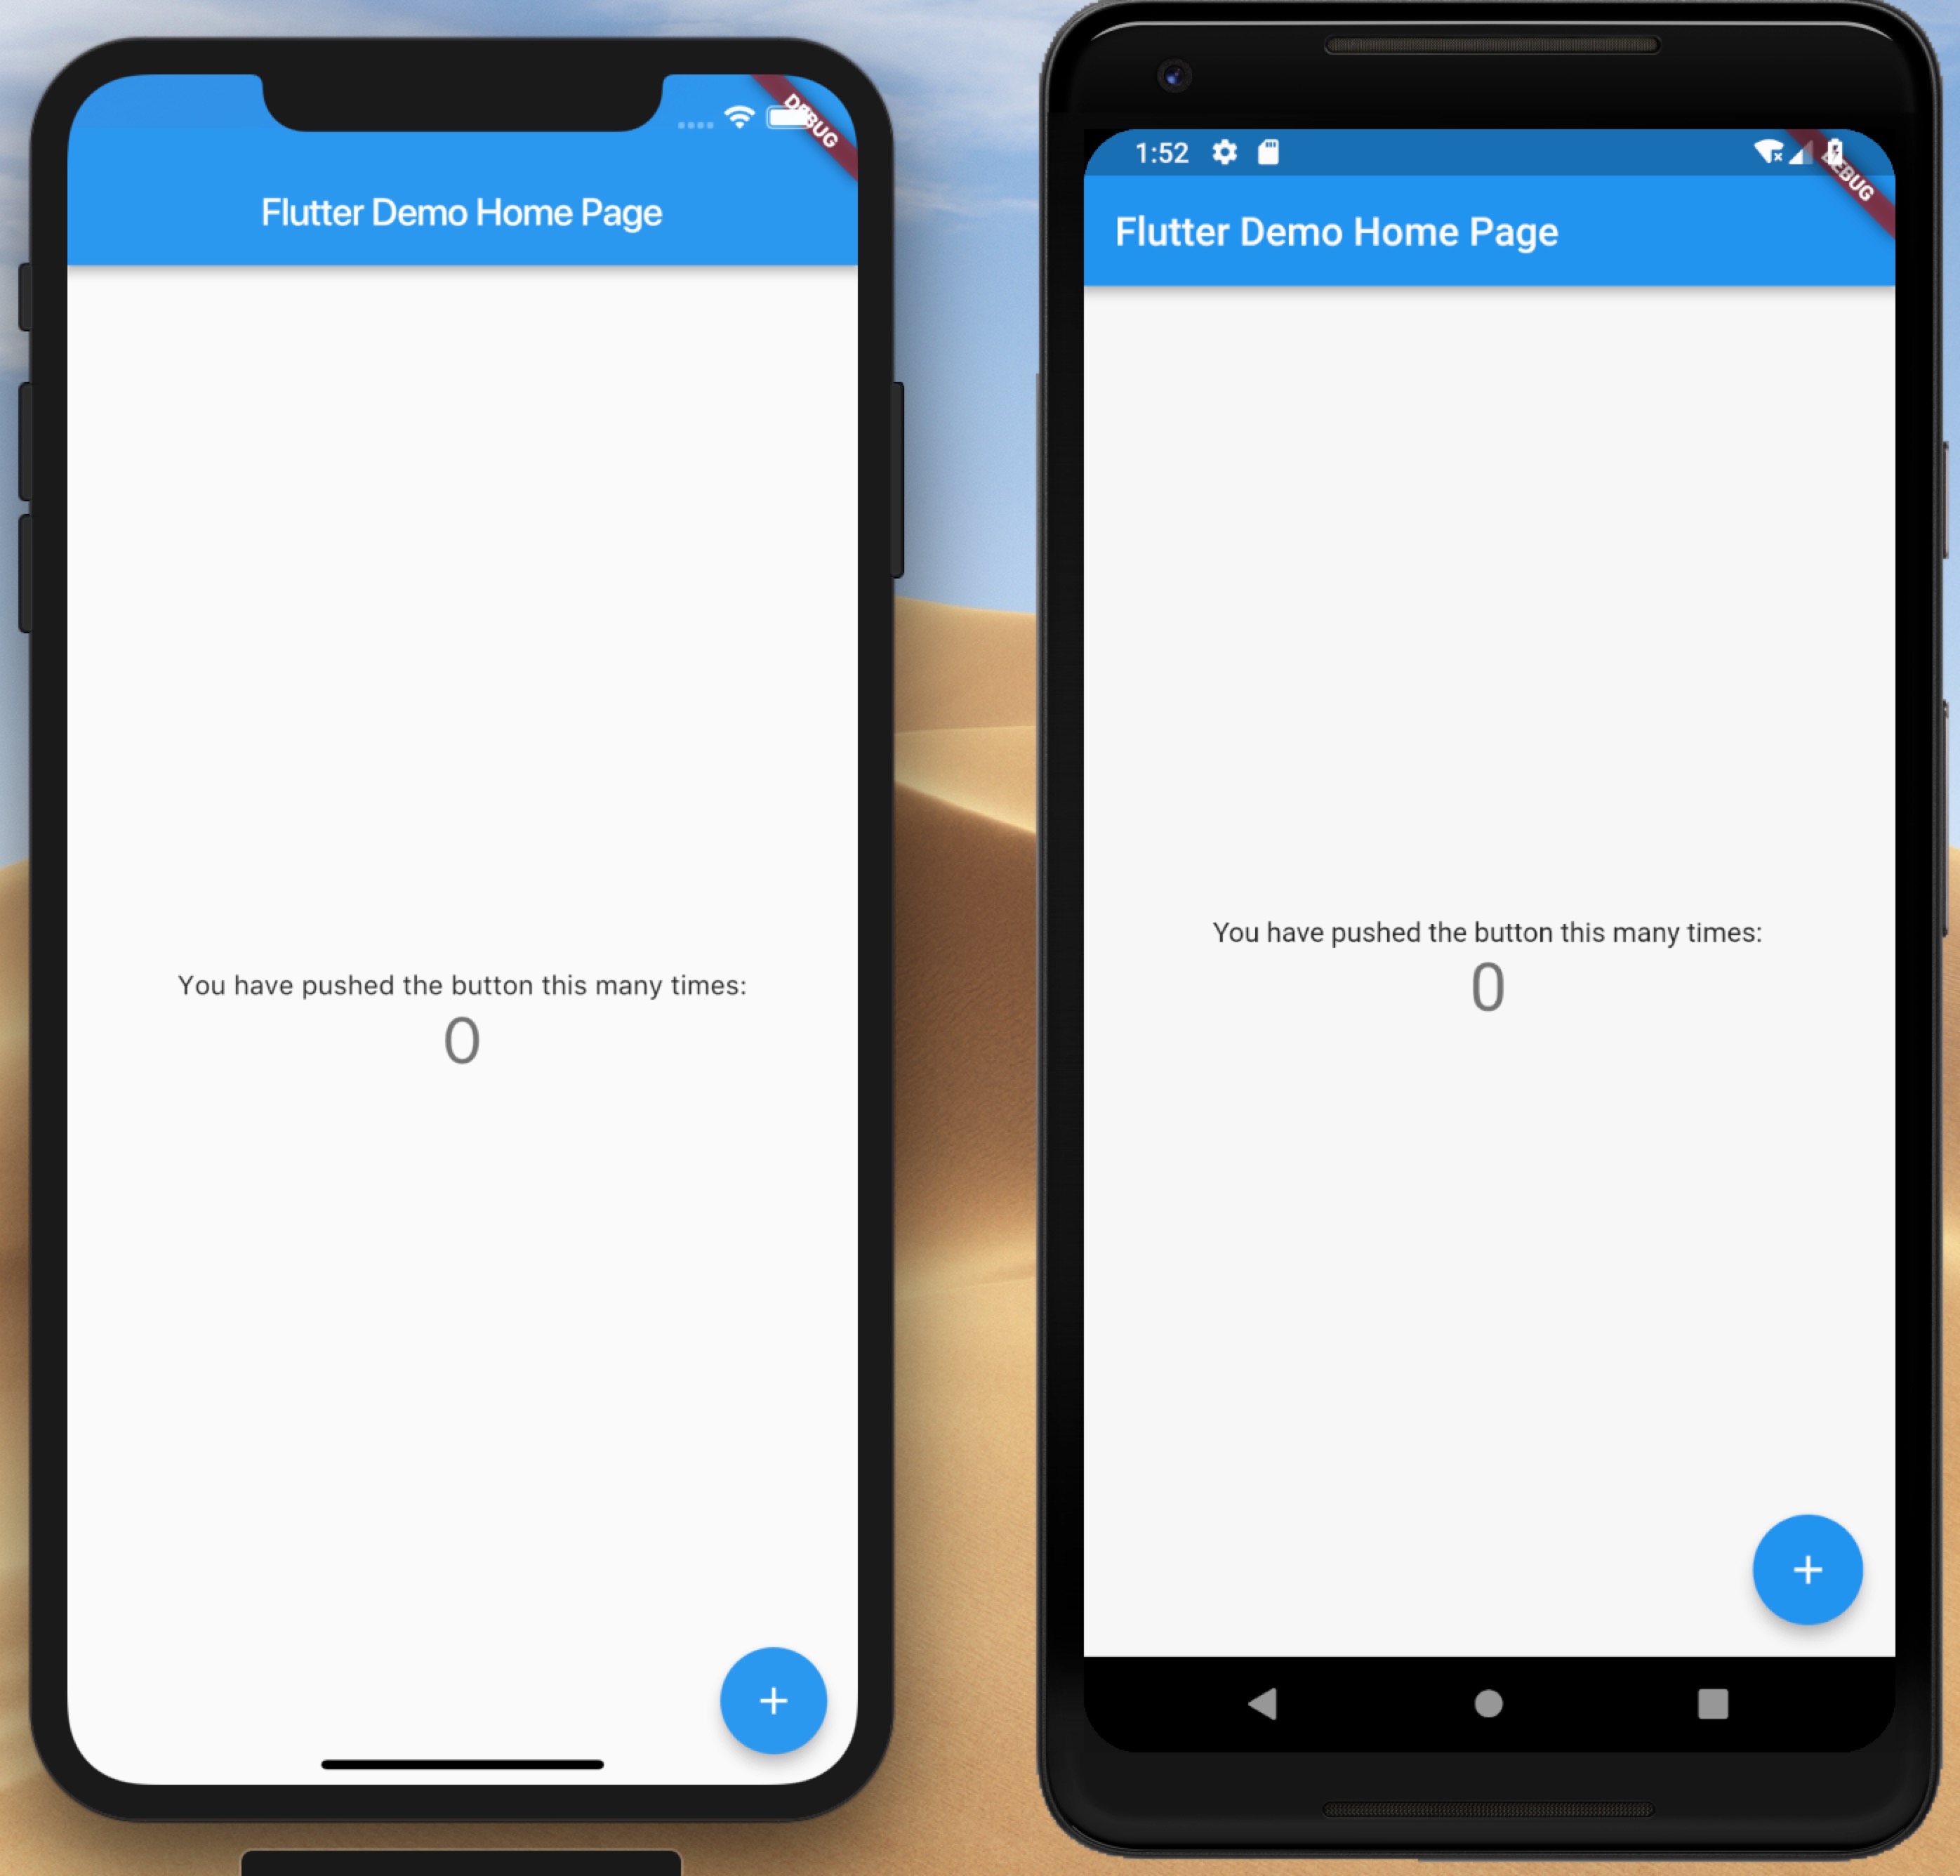 DEBUG
Flutter Demo Home Page
You have pushed the button this many times:
0
+
1:52
DEBUG
Flutter Demo Home Page
You have pushed the button this many times:
0
+